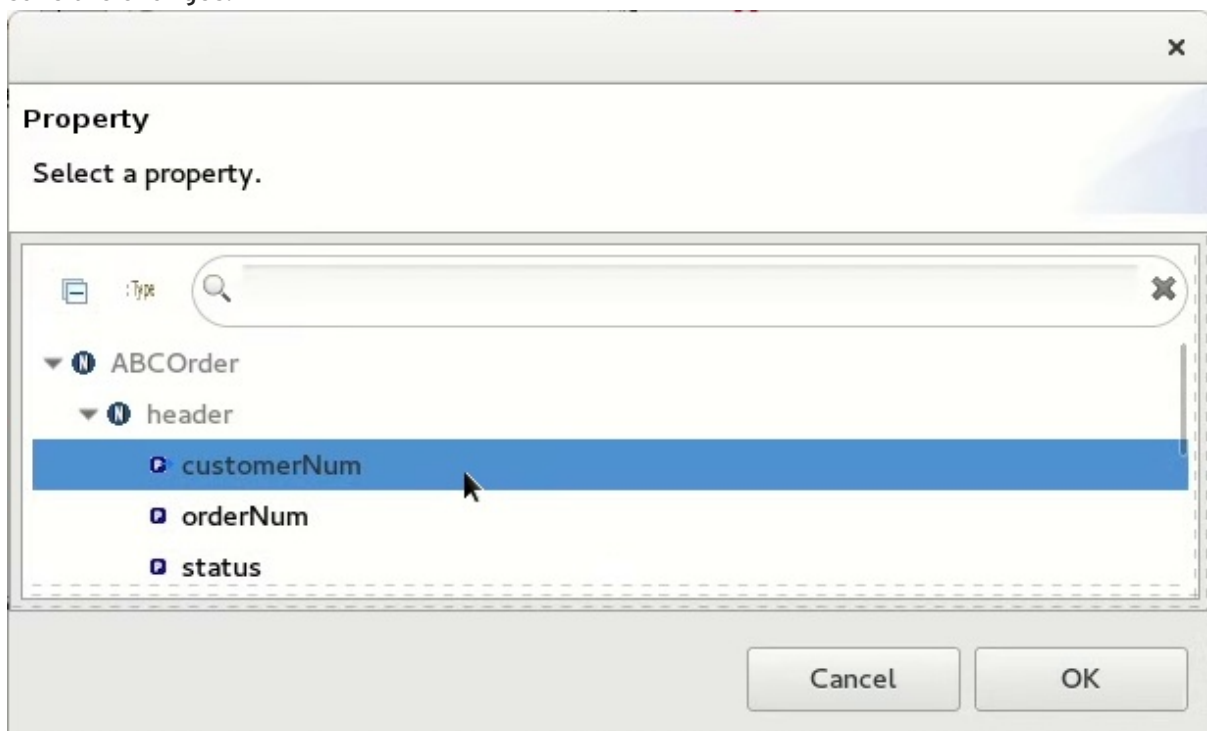 Property
Select a property.
: Type
ABCOrder
header
customerNum
orderNum
status
Cancel
OK